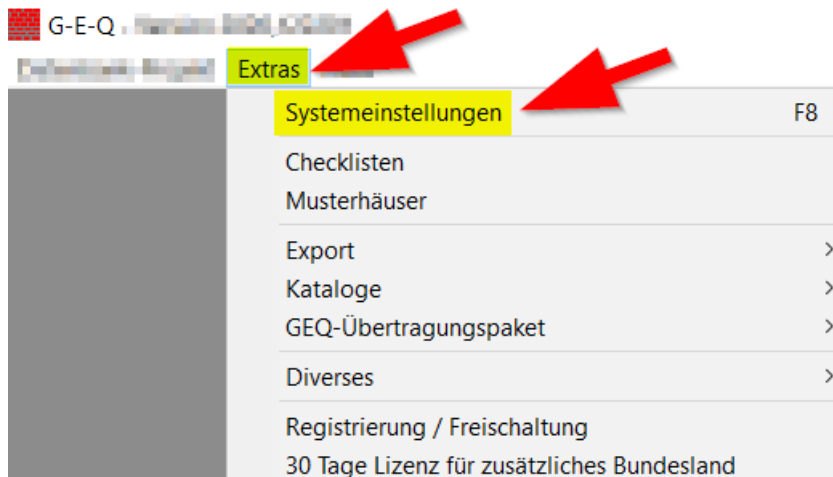 G-E-Q
Extras
Systemeinstellungen F8
Checklisten
Musterhäuser
Export
Kataloge
GEQ-Übertragungspaket
Diverses
Registrierung / Freischaltung
30 Tage Lizenz für zusätzliches Bundesland